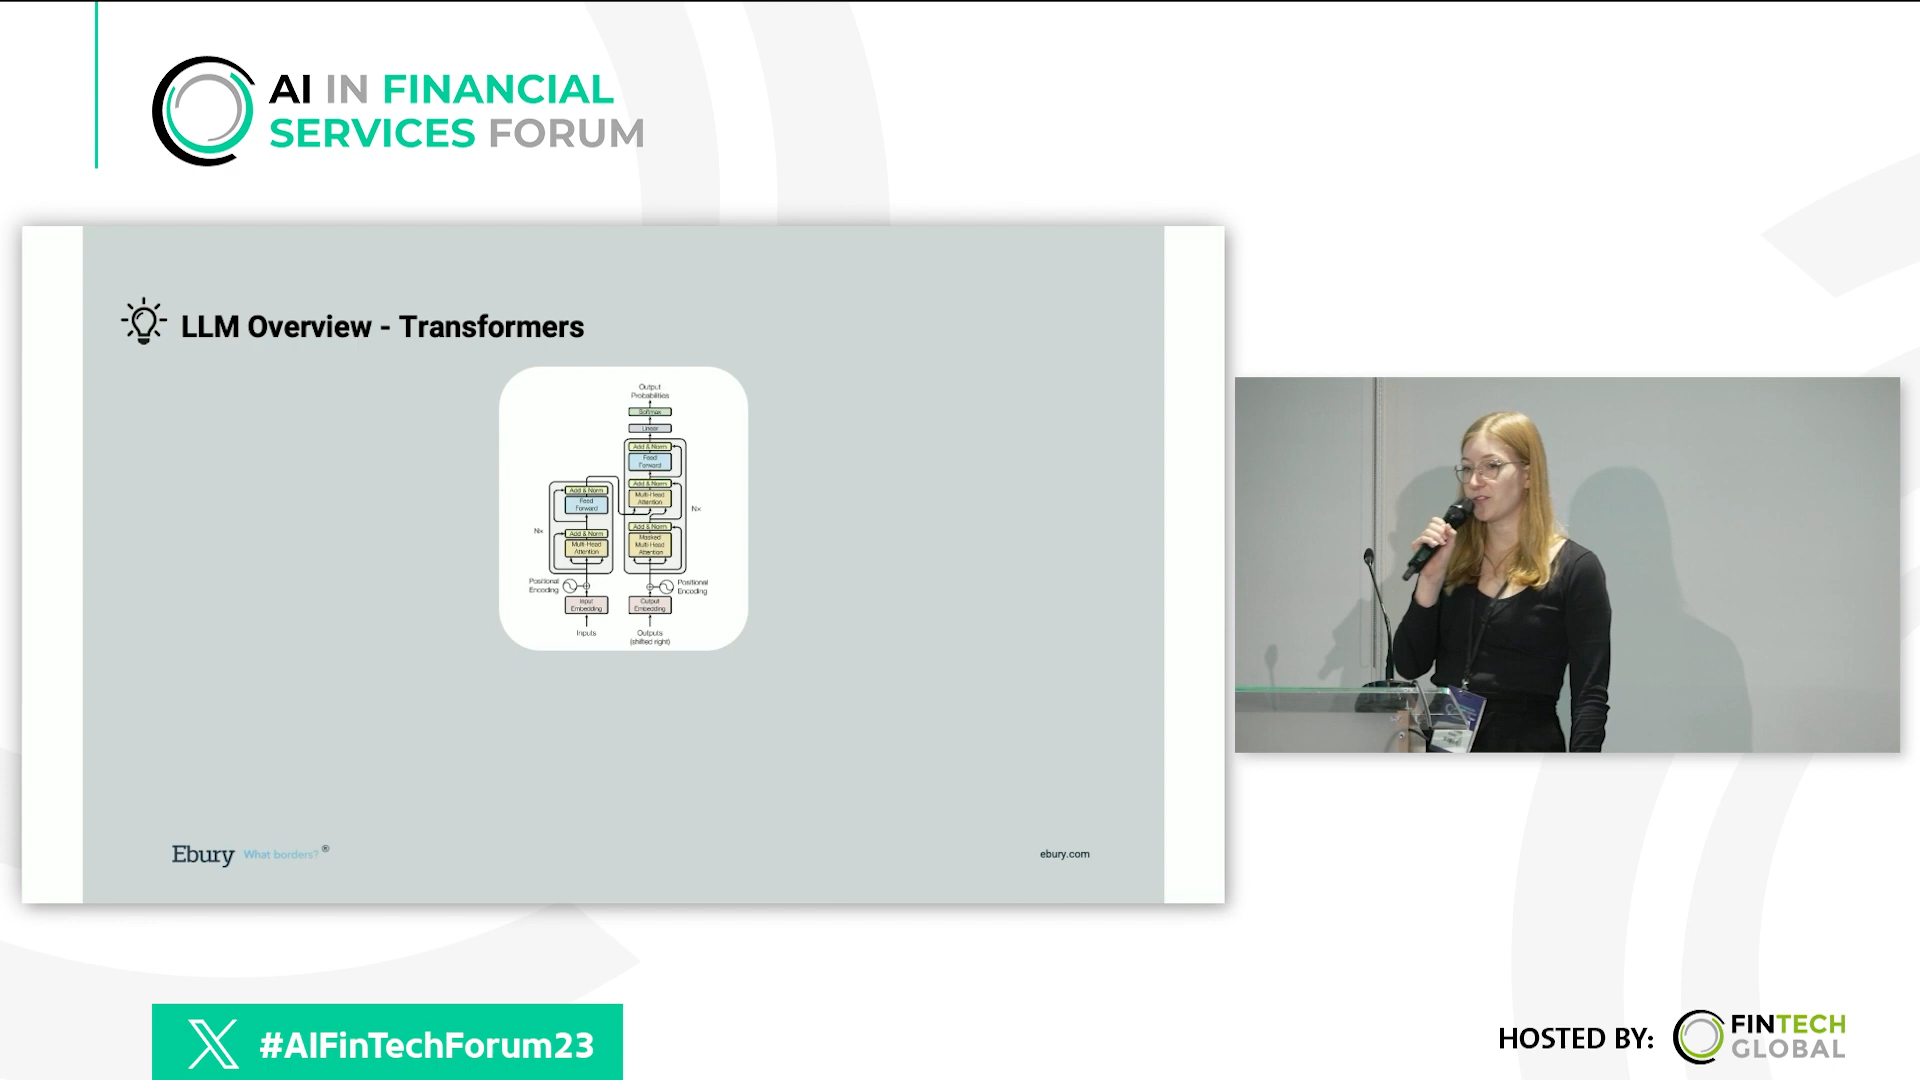 AI IN FINANCIAL
SERVICES FORUM
LLM Overview - Transformers
Output
Probabilities
Softmax
Linear
Add & Norm
Feed
Forward
Add & Norm
Multi-Head
Attention
Add & Norm
Masked
Multi-Head
Attention
Nx
Positional
Encoding
Output
Embedding
Outputs
(shifted right)
Add & Norm
Feed
Forward
Add & Norm
Multi-Head
Attention
Nx
Positional
Encoding
Input
Embedding
Inputs
Ebury What borders? ®
ebury.com
X #AIFinTechForum23
HOSTED BY: FINTECH
GLOBAL